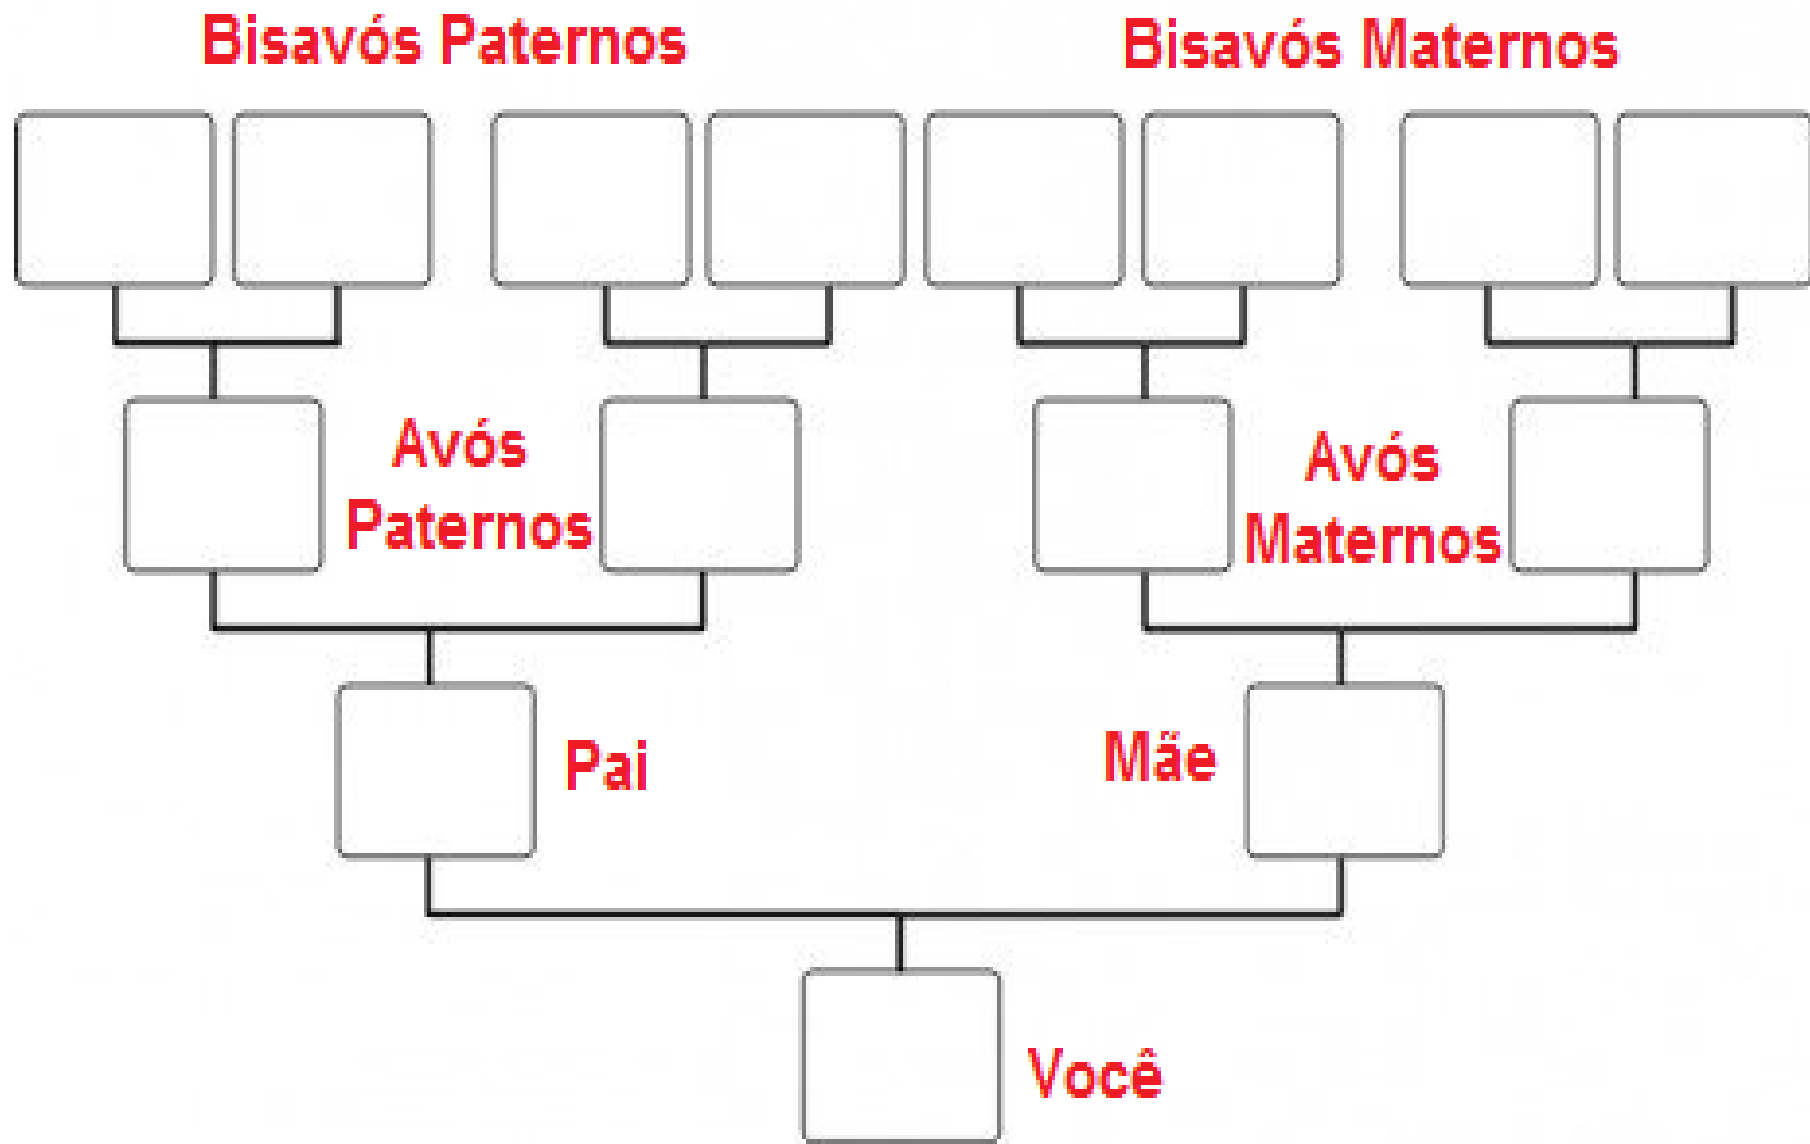 Bisavós Paternos
Bisavós Maternos
Avós
Paternos
Avós
Maternos
Pai
Mãe
Você